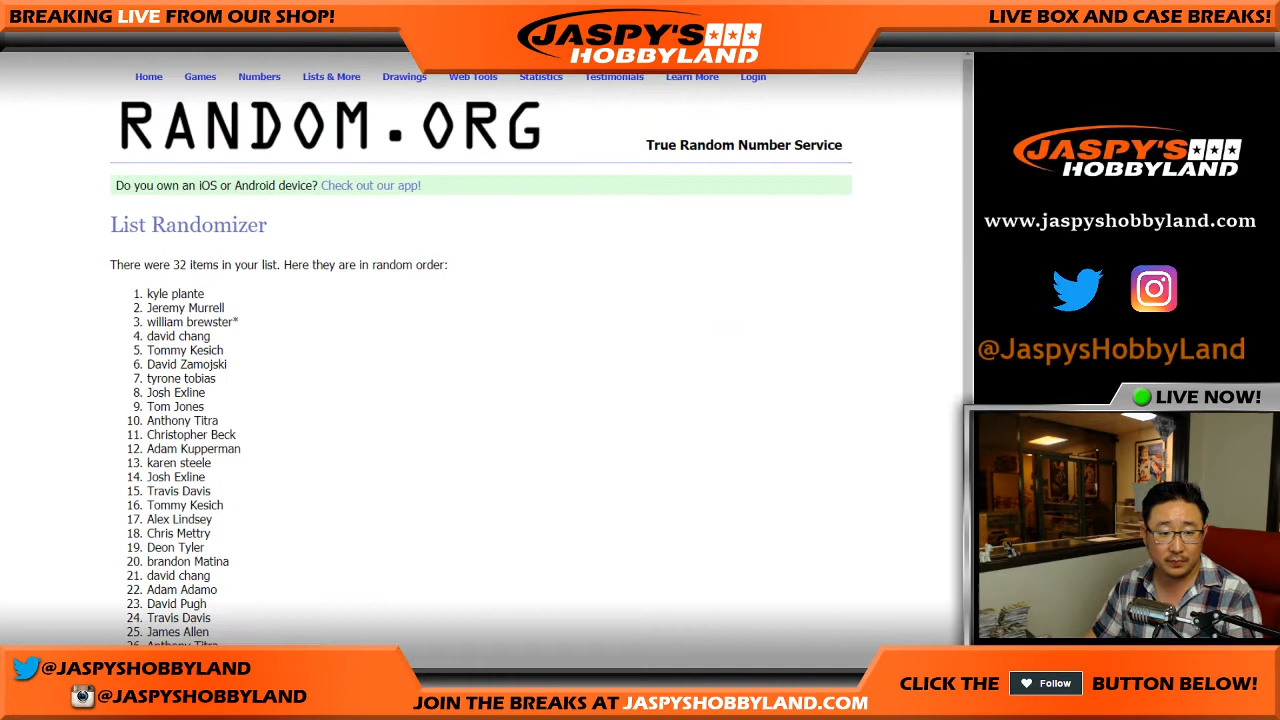 BREAKING LIVE FROM OUR SHOP!
JASPY'S
HOBBYLAND
LIVE BOX AND CASE BREAKS!
Home Games Numbers Lists & More Drawings Web Tools Statistics Testimonials Learn More Login
RANDOM.ORG
True Random Number Service
Do you own an iOS or Android device? Check out our app!
List Randomizer
There were 32 items in your list. Here they are in random order:
1. kyle plante
2. Jeremy Murrell
3. william brewster*
4. david chang
5. Tommy Kesich
6. David Zamojski
7. tyrone tobias
8. Josh Exline
9. Tom Jones
10. Anthony Titra
11. Christopher Beck
12. Adam Kupperman
13. karen steele
14. Josh Exline
15. Travis Davis
16. Tommy Kesich
17. Alex Lindsey
18. Chris Mettry
19. Deon Tyler
20. brandon Matina
21. david chang
22. Adam Adamo
23. David Pugh
24. Travis Davis
25. James Allen
26. Anthony Titra
JASPY'S
HOBBYLAND
www.jaspyshobbyland.com
@JaspysHobbyLand
LIVE NOW!
@JASPYSHOBBYLAND
@JASPYSHOBBYLAND
JOIN THE BREAKS AT JASPYSHOBBYLAND.COM
CLICK THE Follow BUTTON BELOW!